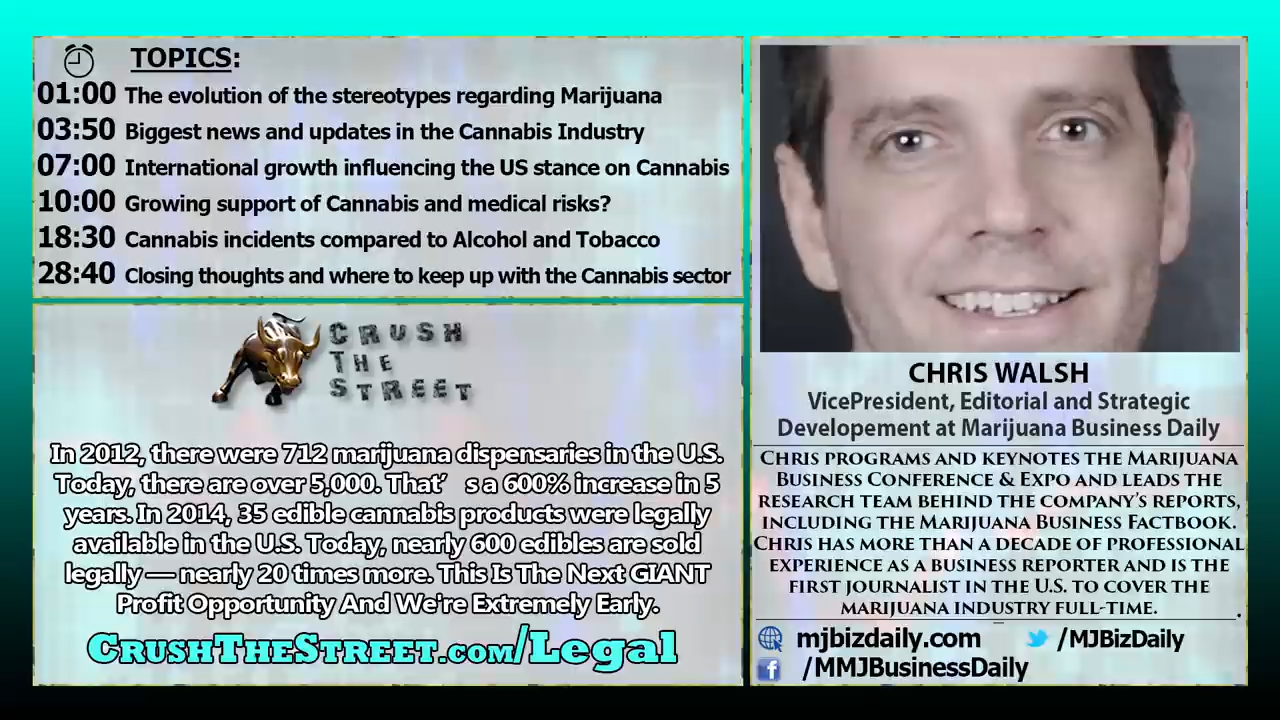 TOPICS:
01:00 The evolution of the stereotypes regarding Marijuana
03:50 Biggest news and updates in the Cannabis Industry
07:00 International growth influencing the US stance on Cannabis
10:00 Growing support of Cannabis and medical risks?
18:30 Cannabis incidents compared to Alcohol and Tobacco
28:40 Closing thoughts and where to keep up with the Cannabis sector
CRUSH
THE
STREET
In 2012, there were 712 marijuana dispensaries in the U.S.
Today, there are over 5,000. That’ s a 600% increase in 5
years. In 2014, 35 edible cannabis products were legally
available in the U.S. Today, nearly 600 edibles are sold
legally — nearly 20 times more. This Is The Next GIANT
Profit Opportunity And We're Extremely Early.
CRUSHTHESTREET.COM/Legal
CHRIS WALSH
VicePresident, Editorial and Strategic
Developement at Marijuana Business Daily
CHRIS PROGRAMS AND KEYNOTES THE MARIJUANA
BUSINESS CONFERENCE & EXPO AND LEADS THE
RESEARCH TEAM BEHIND THE COMPANY’S REPORTS,
INCLUDING THE MARIJUANA BUSINESS FACTBOOK.
CHRIS HAS MORE THAN A DECADE OF PROFESSIONAL
EXPERIENCE AS A BUSINESS REPORTER AND IS THE
FIRST JOURNALIST IN THE U.S. TO COVER THE
MARIJUANA INDUSTRY FULL-TIME.
mjbizdaily.com /MJBizDaily
/MMJBusinessDaily